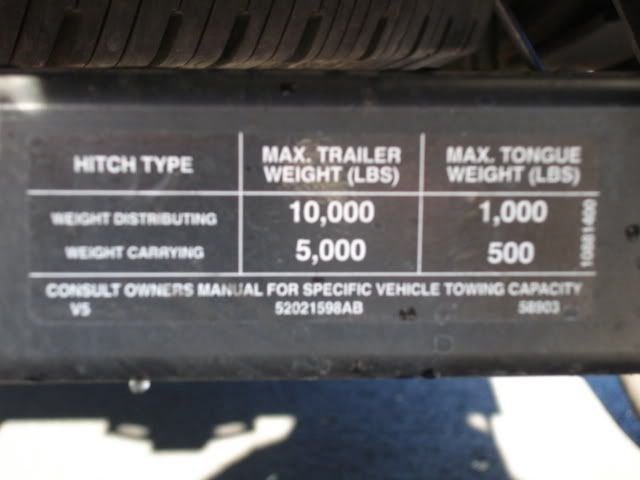 HITCH TYPE MAX. TRAILER WEIGHT (LBS) MAX. TONGUE WEIGHT (LBS)
WEIGHT DISTRIBUTING 10,000 1,000
WEIGHT CARRYING 5,000 500
CONSULT OWNERS MANUAL FOR SPECIFIC VEHICLE TOWING CAPACITY
V5 52021598AB 58903
10881400